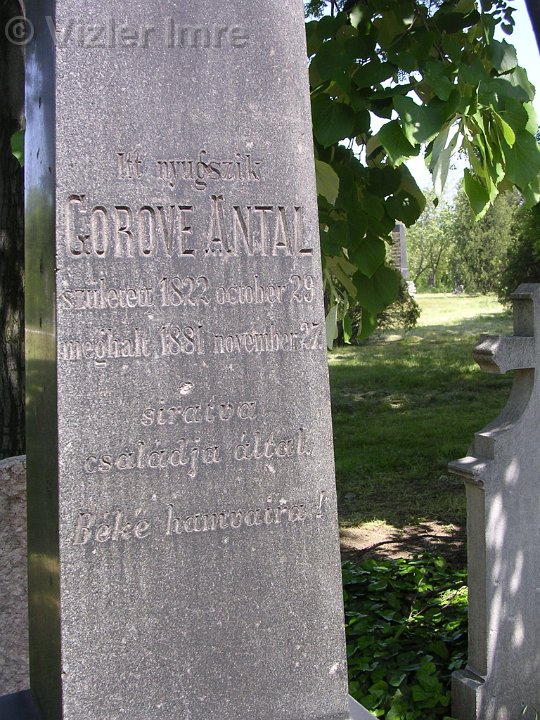 © Vizler Imre
Itt nyugszik
GOROVE ANTAL
született 1822 october 29
meghalt 1881 november 27.
siratva
családja által.
Béke hamvaira!